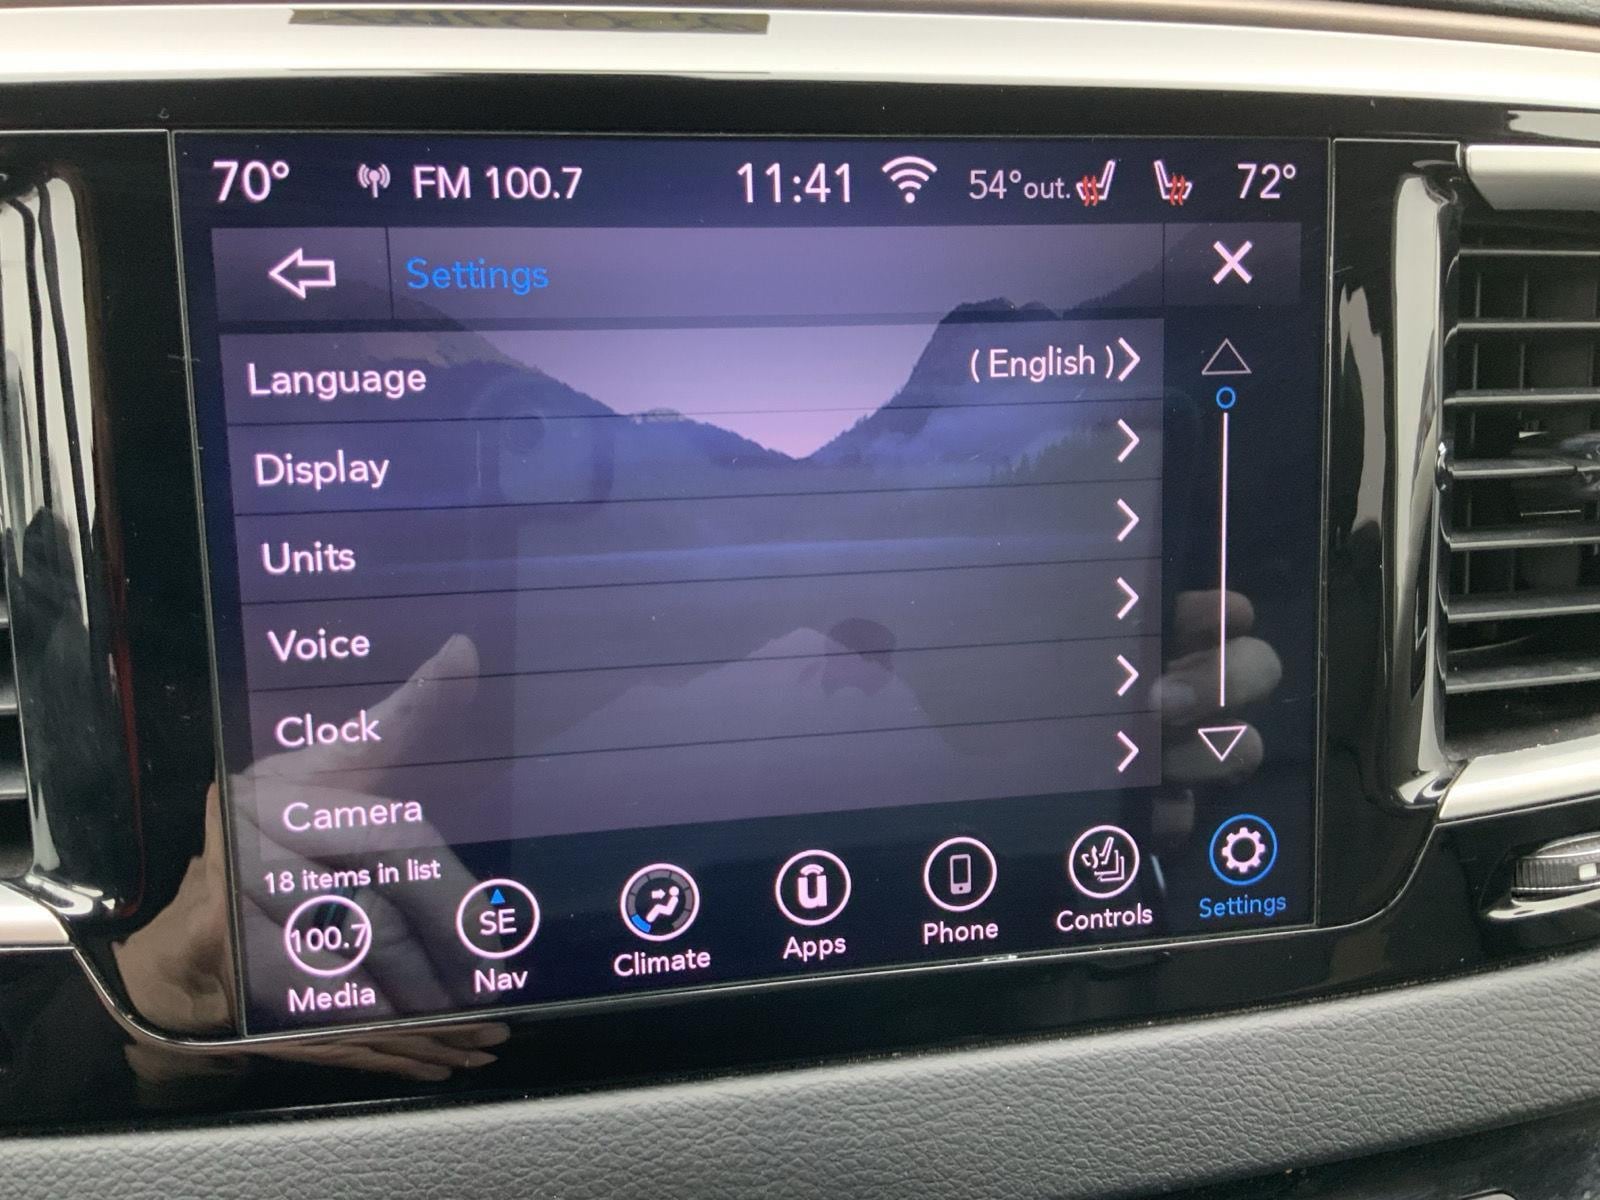 70° FM 100.7 11:41 54°out. 72°
Settings
Language ( English )
Display
Units
Voice
Clock
Camera
18 items in list
100.7 SE
Media Nav Climate Apps Phone Controls Settings